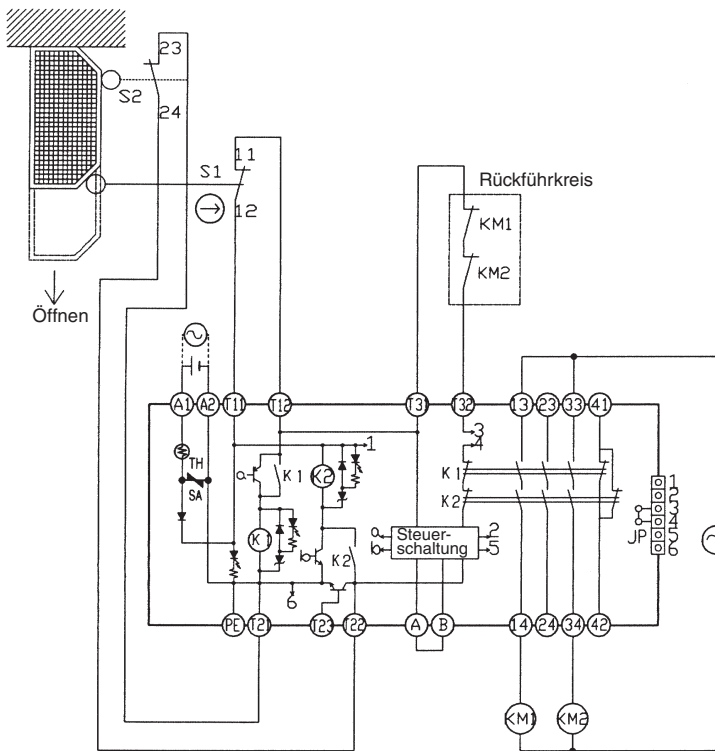 23
S2
24
11
S1
12
Rückführkreis
KM1
KM2
Öffnen
A1 A2 T11 T12 T31 T32 13 23 33 41
1
3
4
TH
SA
K1
K2
K1
K2
K1
K2
a
b
Steuer-
schaltung
2
5
6
1
2
3
4
5
6
JP
PE T21 T23 T22 A B 14 24 34 42
KM1 KM2